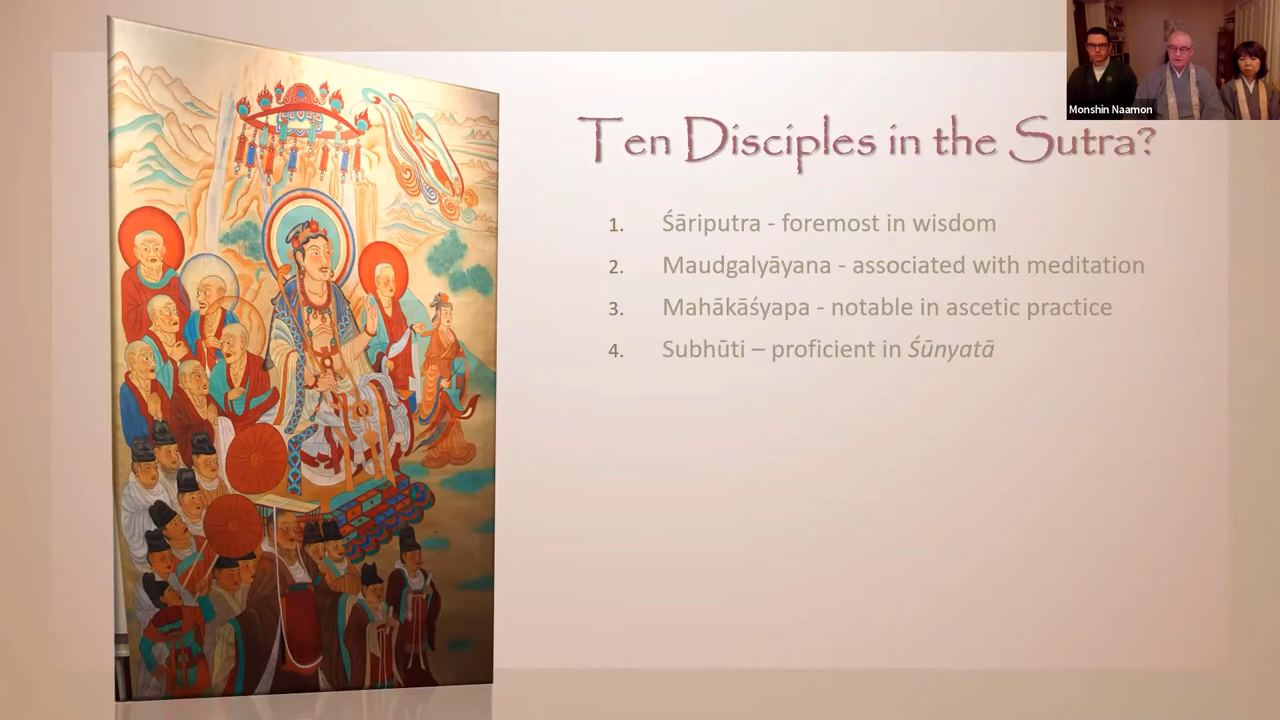 Monshin Naamon
Ten Disciples in the Sutra?
1. Śāriputra - foremost in wisdom
2. Maudgalyāyana - associated with meditation
3. Mahākāśyapa - notable in ascetic practice
4. Subhūti – proficient in Śūnyatā